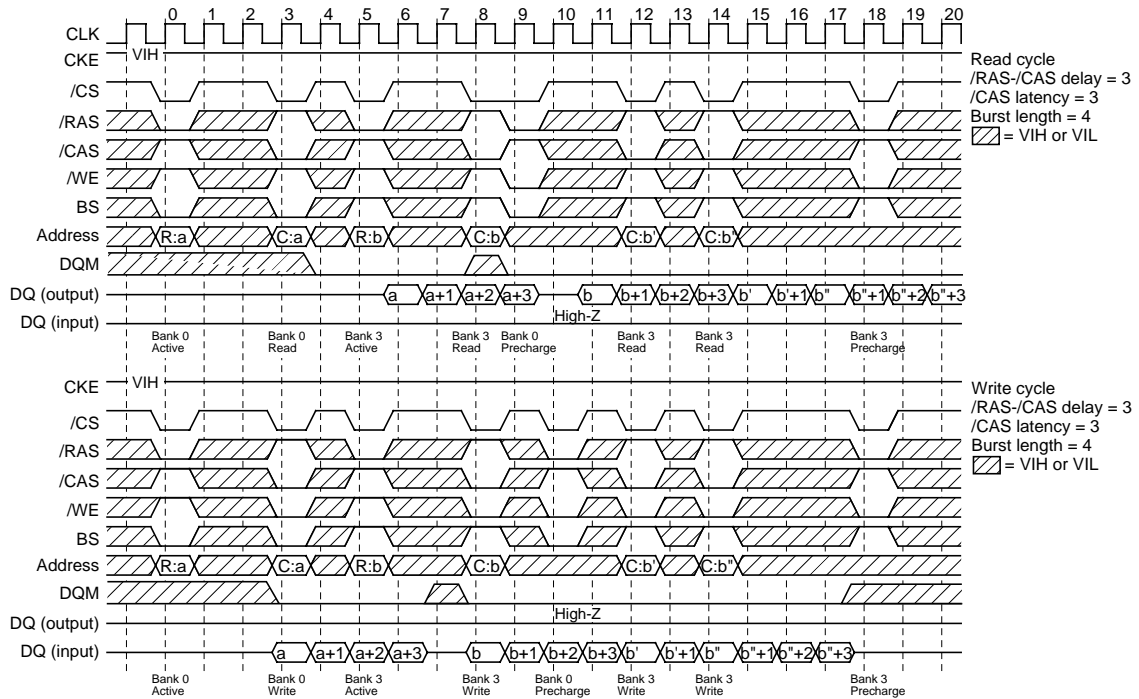 0 1 2 3 4 5 6 7 8 9 10 11 12 13 14 15 16 17 18 19 20
CLK
CKE VIH
/CS
/RAS
/CAS
/WE
BS
Address R:a C:a R:b C:b C:b' C:b"
DQM
DQ (output) a a+1 a+2 a+3 b b+1 b+2 b+3 b' b'+1 b" b"+1 b"+2 b"+3
High-Z
DQ (input)
Bank 0 Active
Bank 0 Read
Bank 3 Active
Bank 3 Read
Bank 0 Precharge
Bank 3 Read
Bank 3 Read
Bank 3 Precharge
Read cycle
/RAS-/CAS delay = 3
/CAS latency = 3
Burst length = 4
= VIH or VIL
CKE VIH
/CS
/RAS
/CAS
/WE
BS
Address R:a C:a R:b C:b C:b' C:b"
DQM
High-Z
DQ (output)
DQ (input) a a+1 a+2 a+3 b b+1 b+2 b+3 b' b'+1 b" b"+1 b"+2 b"+3
Bank 0 Active
Bank 0 Write
Bank 3 Active
Bank 3 Write
Bank 0 Precharge
Bank 3 Write
Bank 3 Write
Bank 3 Precharge
Write cycle
/RAS-/CAS delay = 3
/CAS latency = 3
Burst length = 4
= VIH or VIL